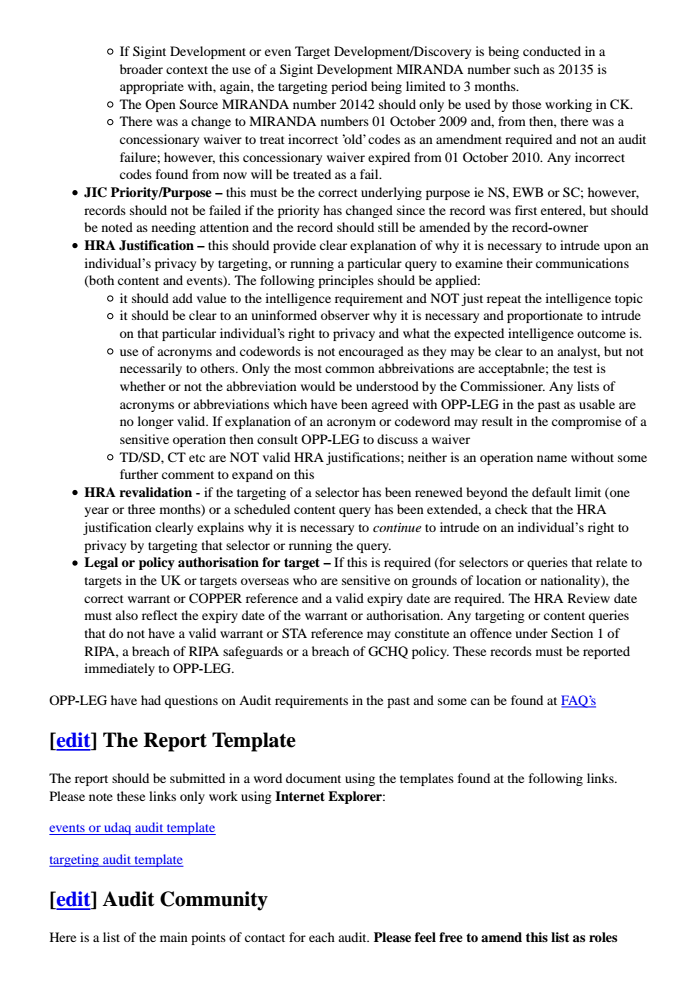 If Sigint Development or even Target Development/Discovery is being conducted in a
broader context the use of a Sigint Development MIRANDA number such as 20135 is
appropriate with, again, the targeting period being limited to 3 months.
The Open Source MIRANDA number 20142 should only be used by those working in CK.
There was a change to MIRANDA numbers 01 October 2009 and, from then, there was a
concessionary waiver to treat incorrect 'old' codes as an amendment required and not an audit
failure; however, this concessionary waiver expired from 01 October 2010. Any incorrect
codes found from now will be treated as a fail.
JIC Priority/Purpose – this must be the correct underlying purpose ie NS, EWB or SC; however,
records should not be failed if the priority has changed since the record was first entered, but should
be noted as needing attention and the record should still be amended by the record-owner
HRA Justification – this should provide clear explanation of why it is necessary to intrude upon an
individual's privacy by targeting, or running a particular query to examine their communications
(both content and events). The following principles should be applied:
it should add value to the intelligence requirement and NOT just repeat the intelligence topic
it should be clear to an uninformed observer why it is necessary and proportionate to intrude
on that particular individual's right to privacy and what the expected intelligence outcome is.
use of acronyms and codewords is not encouraged as they may be clear to an analyst, but not
necessarily to others. Only the most common abbreivations are acceptabnle; the test is
whether or not the abbreviation would be understood by the Commissioner. Any lists of
acronyms or abbreviations which have been agreed with OPP-LEG in the past as usable are
no longer valid. If explanation of an acronym or codeword may result in the compromise of a
sensitive operation then consult OPP-LEG to discuss a waiver
TD/SD, CT etc are NOT valid HRA justifications; neither is an operation name without some
further comment to expand on this
HRA revalidation - if the targeting of a selector has been renewed beyond the default limit (one
year or three months) or a scheduled content query has been extended, a check that the HRA
justification clearly explains why it is necessary to continue to intrude on an individual's right to
privacy by targeting that selector or running the query.
Legal or policy authorisation for target – If this is required (for selectors or queries that relate to
targets in the UK or targets overseas who are sensitive on grounds of location or nationality), the
correct warrant or COPPER reference and a valid expiry date are required. The HRA Review date
must also reflect the expiry date of the warrant or authorisation. Any targeting or content queries
that do not have a valid warrant or STA reference may constitute an offence under Section 1 of
RIPA, a breach of RIPA safeguards or a breach of GCHQ policy. These records must be reported
immediately to OPP-LEG.
OPP-LEG have had questions on Audit requirements in the past and some can be found at FAQ's
[edit] The Report Template
The report should be submitted in a word document using the templates found at the following links.
Please note these links only work using Internet Explorer:
events or udaq audit template
targeting audit template
[edit] Audit Community
Here is a list of the main points of contact for each audit. Please feel free to amend this list as roles